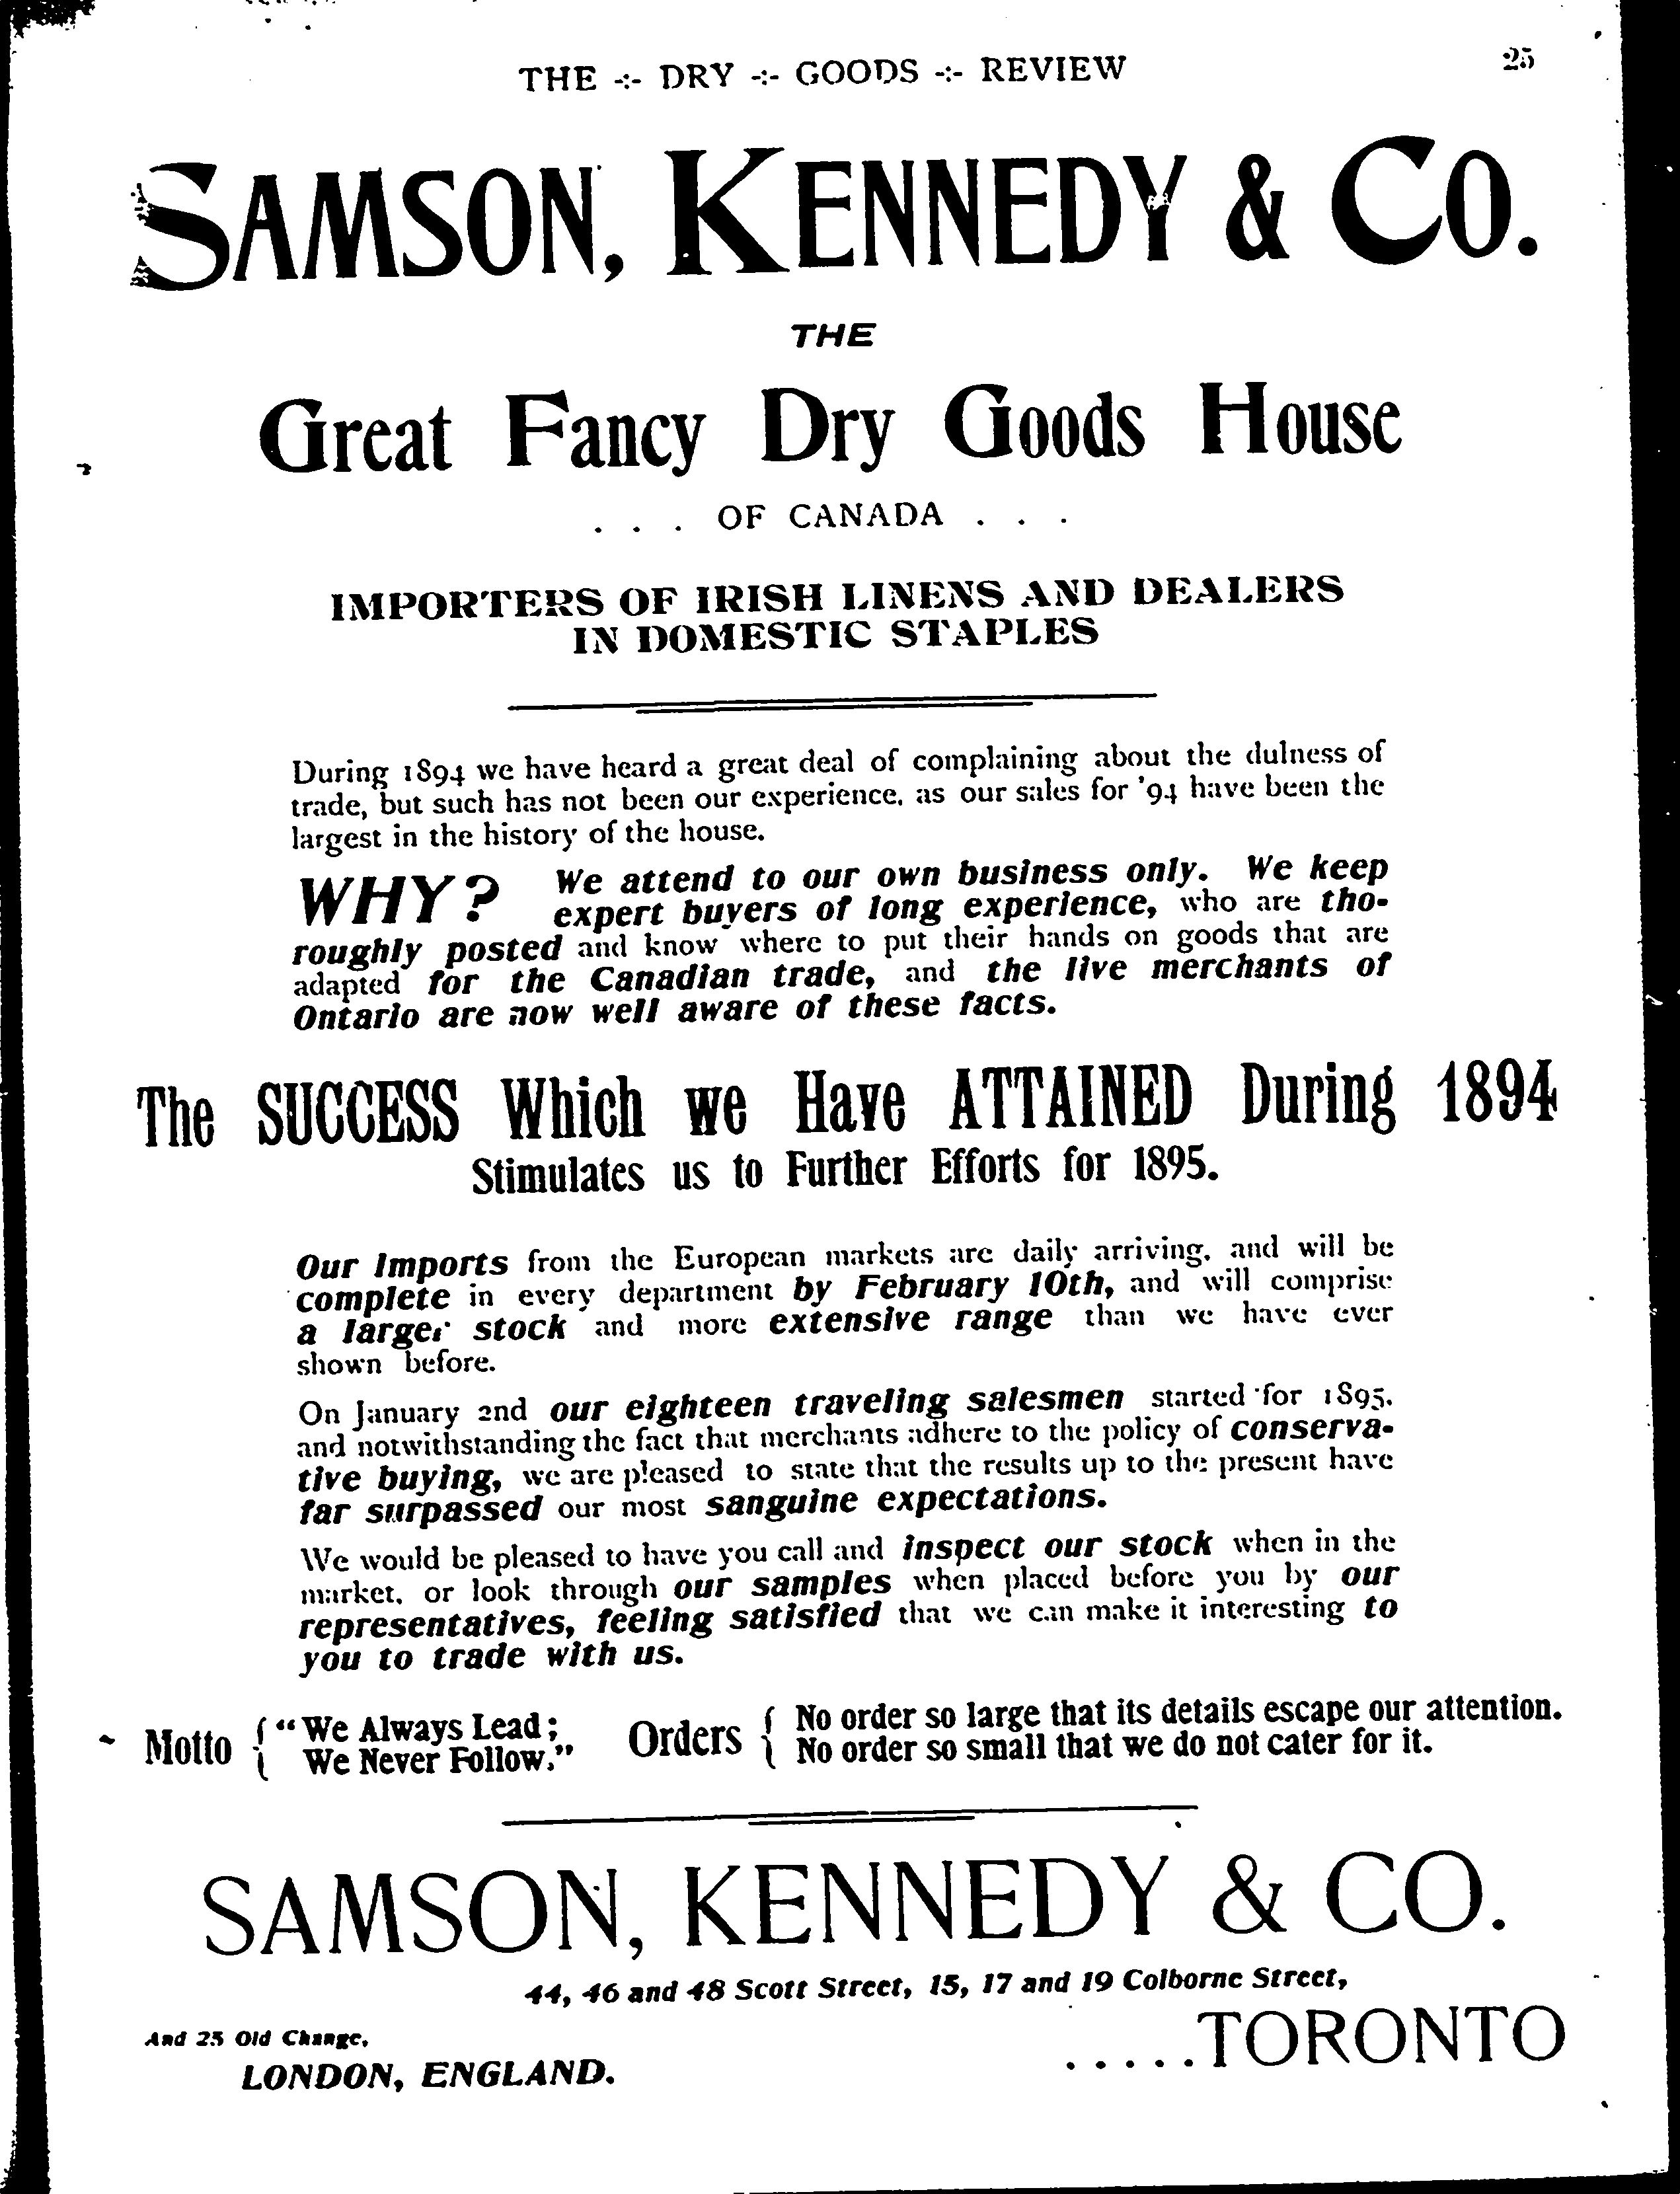 THE -:- DRY -:- GOODS -:- REVIEW
25
SAMSON, KENNEDY & CO.
THE
Great Fancy Dry Goods House
. . . OF CANADA . . .
IMPORTERS OF IRISH LINENS AND DEALERS
IN DOMESTIC STAPLES
During 1894 we have heard a great deal of complaining about the dulness of
trade, but such has not been our experience, as our sales for '94 have been the
largest in the history of the house.
WHY? We attend to our own business only. We keep
expert buyers of long experience, who are tho-
roughly posted and know where to put their hands on goods that are
adapted for the Canadian trade, and the live merchants of
Ontario are now well aware of these facts.
The SUCCESS Which we Have ATTAINED During 1894
Stimulates us to Further Efforts for 1895.
Our Imports from the European markets are daily arriving, and will be
complete in every department by February 10th, and will comprise
a larger stock and more extensive range than we have ever
shown before.
On January 2nd our eighteen traveling salesmen started for 1895,
and notwithstanding the fact that merchants adhere to the policy of conserva-
tive buying, we are pleased to state that the results up to the present have
far surpassed our most sanguine expectations.
We would be pleased to have you call and inspect our stock when in the
market, or look through our samples when placed before you by our
representatives, feeling satisfied that we can make it interesting to
you to trade with us.
Motto { "We Always Lead;
We Never Follow."
Orders { No order so large that its details escape our attention.
No order so small that we do not cater for it.
SAMSON, KENNEDY & CO.
44, 46 and 48 Scott Street, 15, 17 and 19 Colborne Street,
.....TORONTO
And 25 Old Change,
LONDON, ENGLAND.